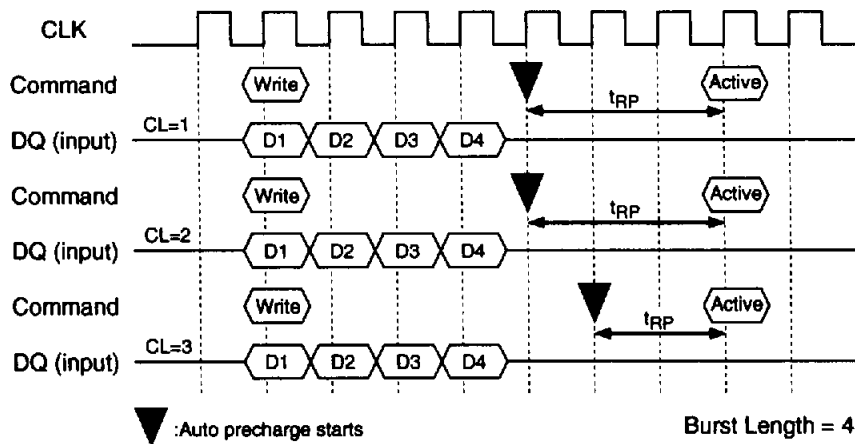 CLK
Command Write Active
tRP
DQ (input) CL=1 D1 D2 D3 D4
Command Write Active
tRP
DQ (input) CL=2 D1 D2 D3 D4
Command Write Active
tRP
DQ (input) CL=3 D1 D2 D3 D4
:Auto precharge starts Burst Length = 4